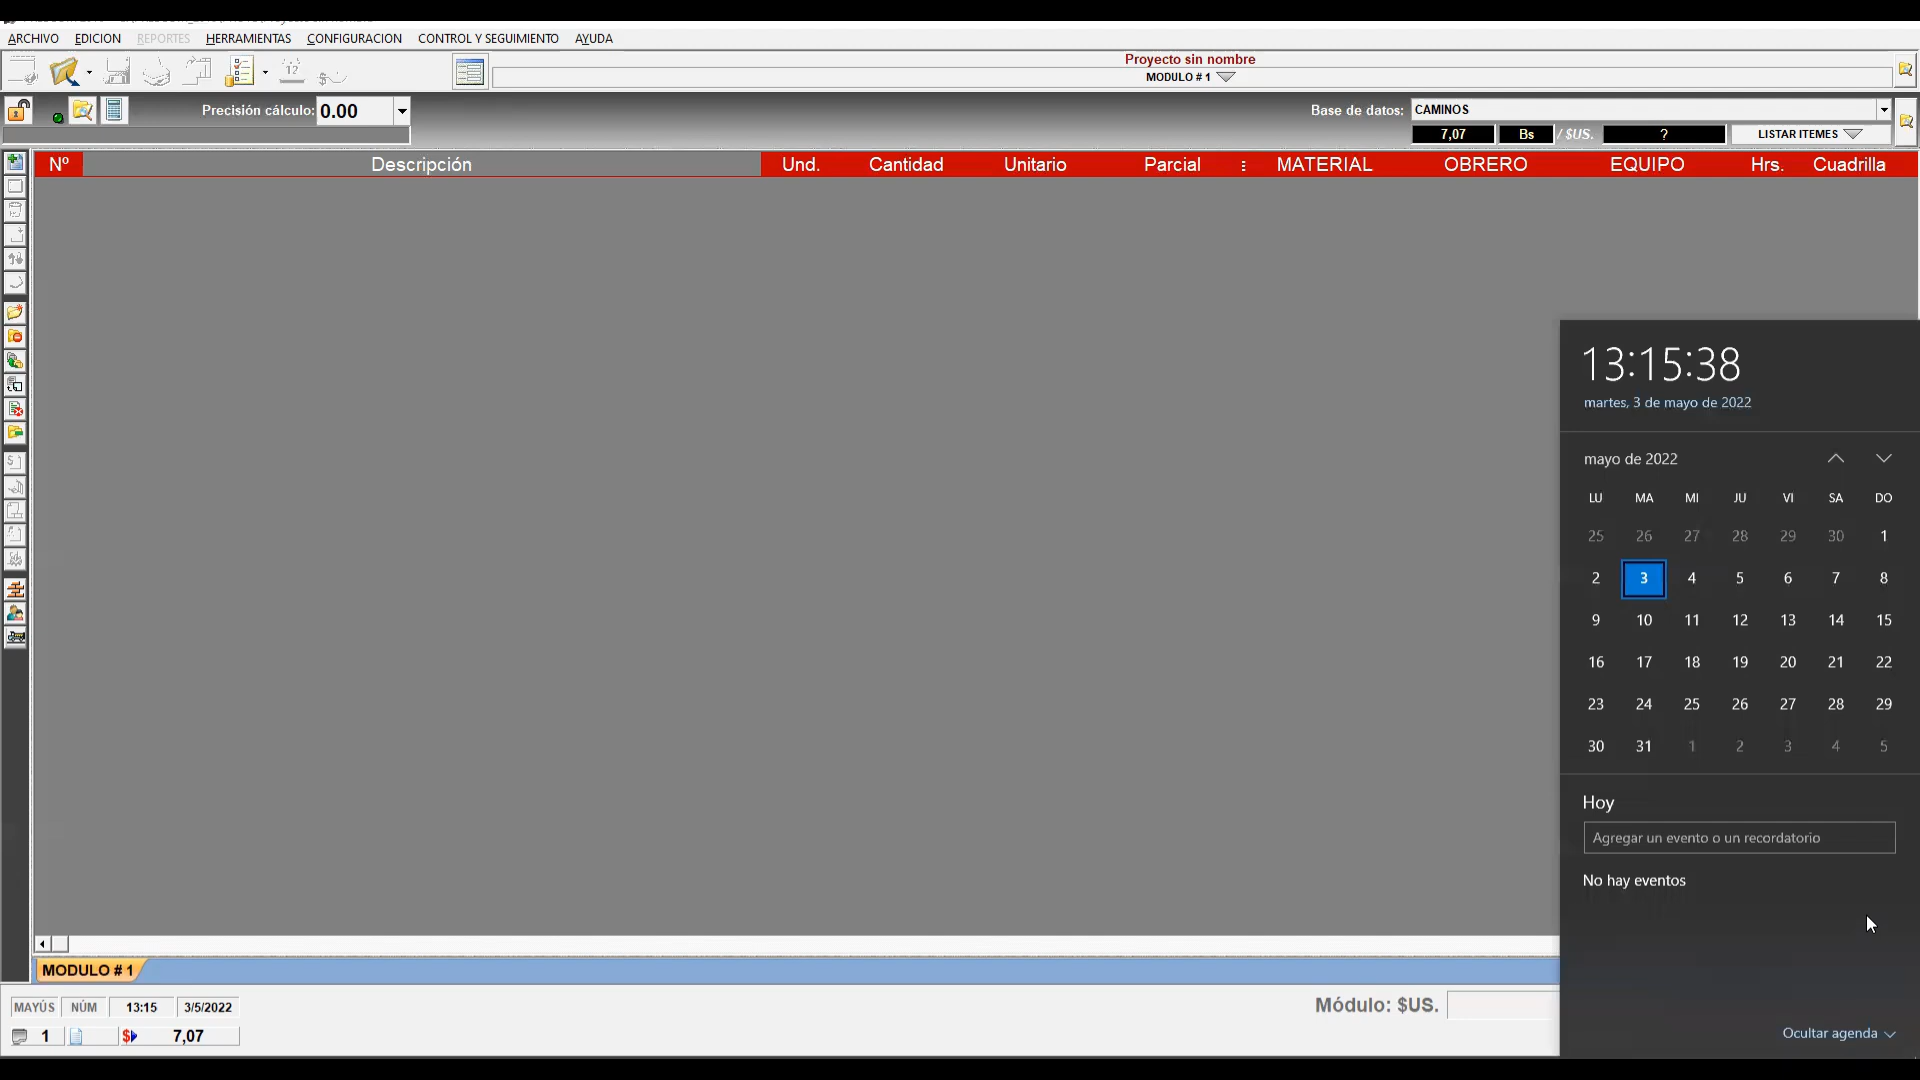 ARCHIVO EDICION REPORTES HERRAMIENTAS CONFIGURACION CONTROL Y SEGUIMIENTO AYUDA
Proyecto sin nombre
MODULO # 1
Precisión cálculo: 0.00
Base de datos: CAMINOS
7,07 Bs / $US. ? LISTAR ITEMES
Nº Descripción Und. Cantidad Unitario Parcial : MATERIAL OBRERO EQUIPO Hrs. Cuadrilla
13:15:38
martes, 3 de mayo de 2022
mayo de 2022
LU MA MI JU VI SA DO
25 26 27 28 29 30 1
2 3 4 5 6 7 8
9 10 11 12 13 14 15
16 17 18 19 20 21 22
23 24 25 26 27 28 29
30 31 1 2 3 4 5
Hoy
Agregar un evento o un recordatorio
No hay eventos
Ocultar agenda
MODULO # 1
MAYÚS NÚM 13:15 3/5/2022
Módulo: $US.
1 $ 7,07